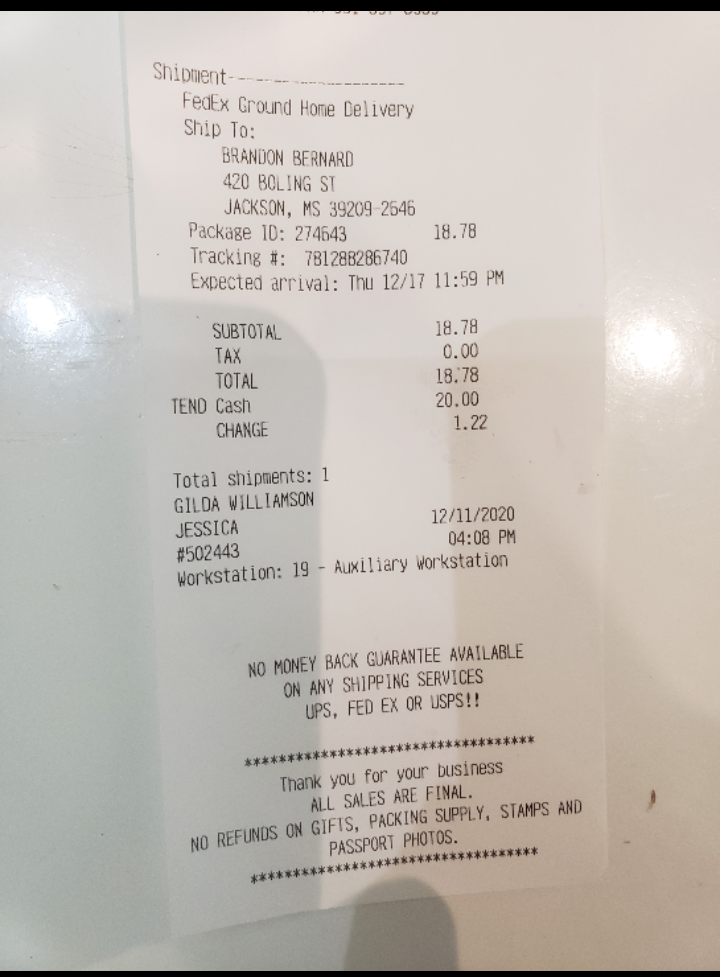 Shipment---------------------
FedEx Ground Home Delivery
Ship To:
BRANDON BERNARD
420 BOLING ST
JACKSON, MS 39209-2646
Package ID: 274643 18.78
Tracking #: 781288286740
Expected arrival: Thu 12/17 11:59 PM
SUBTOTAL 18.78
TAX 0.00
TOTAL 18.78
TEND Cash 20.00
CHANGE 1.22
Total shipments: 1
GILDA WILLIAMSON
JESSICA 12/11/2020
#502443 04:08 PM
Workstation: 19 - Auxiliary Workstation
NO MONEY BACK GUARANTEE AVAILABLE
ON ANY SHIPPING SERVICES
UPS, FED EX OR USPS!!
***********************************
Thank you for your business
ALL SALES ARE FINAL.
NO REFUNDS ON GIFTS, PACKING SUPPLY, STAMPS AND
PASSPORT PHOTOS.
***********************************